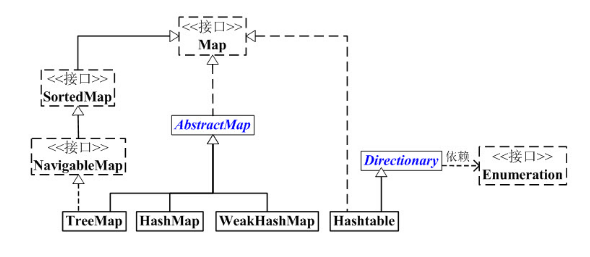 <<接口>>
Map
<<接口>>
SortedMap
AbstractMap
<<接口>>
NavigableMap
Directionary
依赖
<<接口>>
Enumeration
TreeMap
HashMap
WeakHashMap
Hashtable